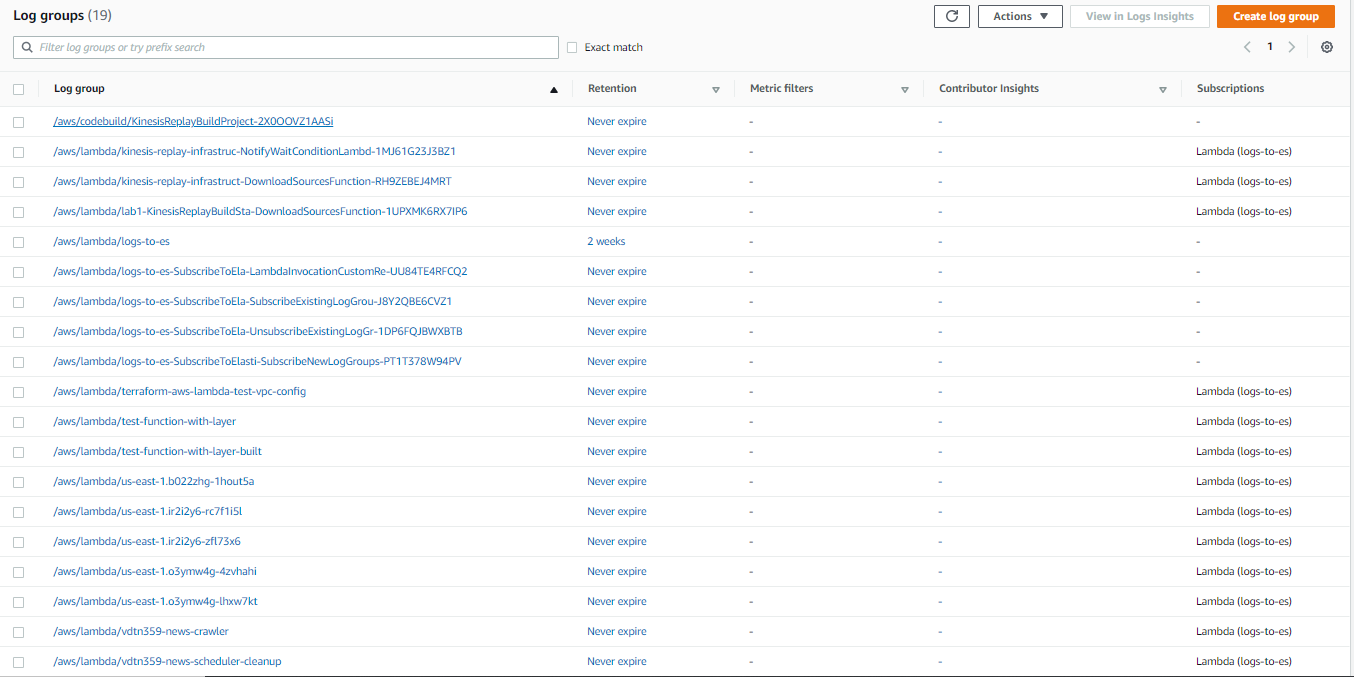 Log groups (19)
Actions
View in Logs Insights
Create log group
Filter log groups or try prefix search
Exact match
1
Log group Retention Metric filters Contributor Insights Subscriptions
/aws/codebuild/KinesisReplayBuildProject-2X0OOVZ1AASi Never expire - - -
/aws/lambda/kinesis-replay-infrastruc-NotifyWaitConditionLambd-1MJ61G23J3BZ1 Never expire - - Lambda (logs-to-es)
/aws/lambda/kinesis-replay-infrastruct-DownloadSourcesFunction-RH9ZEBEJ4MRT Never expire - - Lambda (logs-to-es)
/aws/lambda/lab1-KinesisReplayBuildSta-DownloadSourcesFunction-1UPXMK6RX7IP6 Never expire - - Lambda (logs-to-es)
/aws/lambda/logs-to-es 2 weeks - - -
/aws/lambda/logs-to-es-SubscribeToEla-LambdaInvocationCustomRe-UU84TE4RFCQ2 Never expire - - -
/aws/lambda/logs-to-es-SubscribeToEla-SubscribeExistingLogGrou-J8Y2QBE6CVZ1 Never expire - - -
/aws/lambda/logs-to-es-SubscribeToEla-UnsubscribeExistingLogGr-1DP6FQJBWXBTB Never expire - - -
/aws/lambda/logs-to-es-SubscribeToElasti-SubscribeNewLogGroups-PT1T378W94PV Never expire - - -
/aws/lambda/terraform-aws-lambda-test-vpc-config Never expire - - Lambda (logs-to-es)
/aws/lambda/test-function-with-layer Never expire - - Lambda (logs-to-es)
/aws/lambda/test-function-with-layer-built Never expire - - Lambda (logs-to-es)
/aws/lambda/us-east-1.b022zhg-1hout5a Never expire - - Lambda (logs-to-es)
/aws/lambda/us-east-1.ir2i2y6-rc7f1i5l Never expire - - Lambda (logs-to-es)
/aws/lambda/us-east-1.ir2i2y6-zfl73x6 Never expire - - Lambda (logs-to-es)
/aws/lambda/us-east-1.o3ymw4g-4zvhahi Never expire - - Lambda (logs-to-es)
/aws/lambda/us-east-1.o3ymw4g-lhxw7kt Never expire - - Lambda (logs-to-es)
/aws/lambda/vdtn359-news-crawler Never expire - - Lambda (logs-to-es)
/aws/lambda/vdtn359-news-scheduler-cleanup Never expire - - Lambda (logs-to-es)